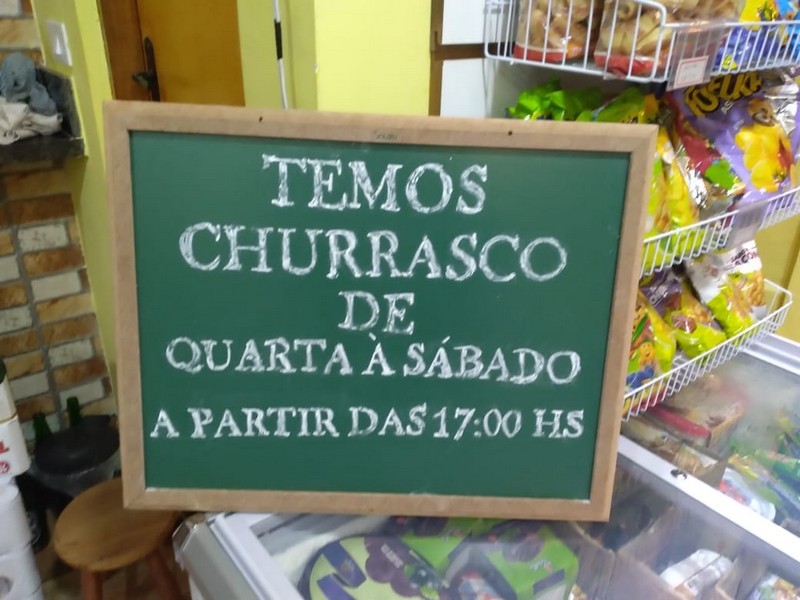 TEMOS
CHURRASCO
DE
QUARTA À SÁBADO
A PARTIR DAS 17:00 HS